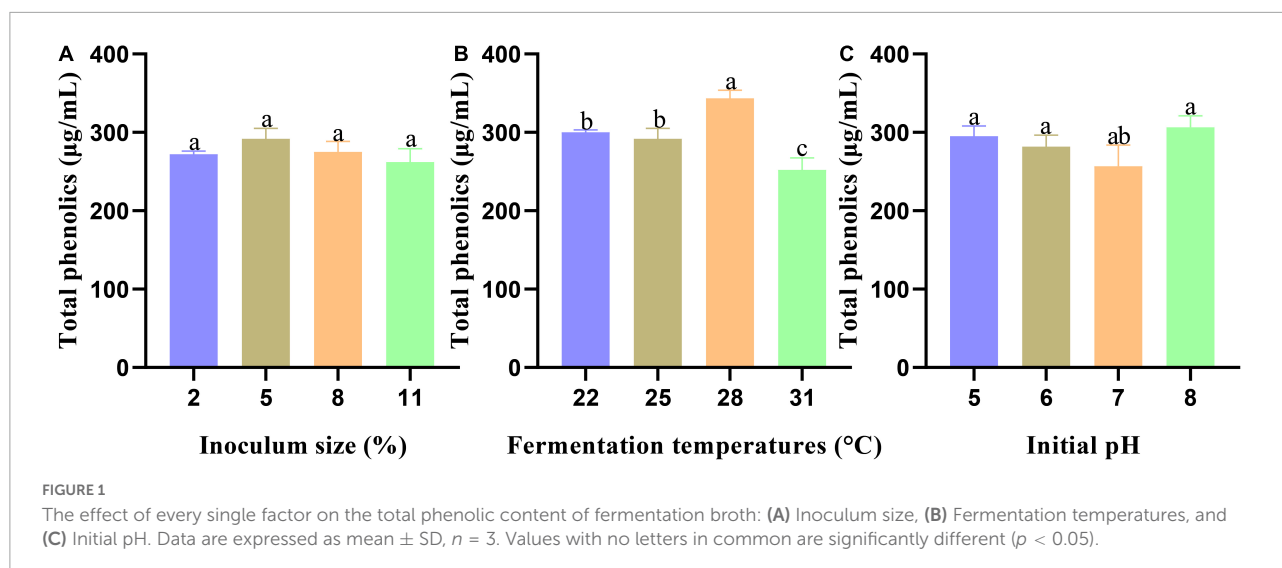 A
Total phenolics (µg/mL)
400
300
200
100
0
a
a
a
a
2
5
8
11
Inoculum size (%)
B
Total phenolics (µg/mL)
400
300
200
100
0
b
b
a
c
22
25
28
31
Fermentation temperatures (°C)
C
Total phenolics (µg/mL)
400
300
200
100
0
a
a
ab
a
5
6
7
8
Initial pH
FIGURE 1
The effect of every single factor on the total phenolic content of fermentation broth: (A) Inoculum size, (B) Fermentation temperatures, and
(C) Initial pH. Data are expressed as mean ± SD, n = 3. Values with no letters in common are significantly different (p < 0.05).